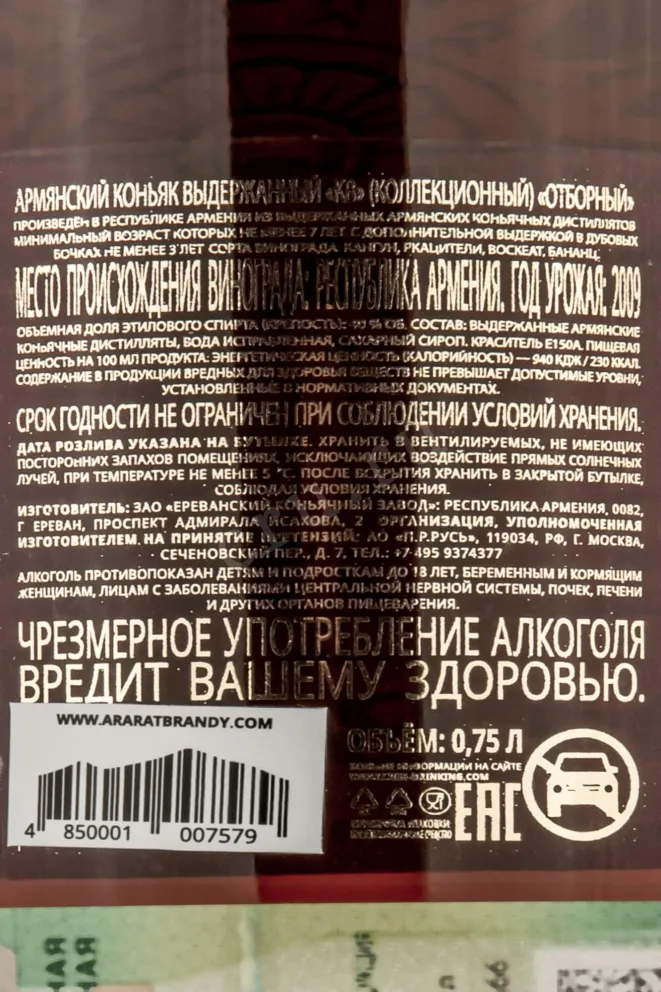 АРМЯНСКИЙ КОНЬЯК ВЫДЕРЖАННЫЙ «КВ» (КОЛЛЕКЦИОННЫЙ) «ОТБОРНЫЙ»
ПРОИЗВЕДЁН В РЕСПУБЛИКЕ АРМЕНИЯ ИЗ ВЫДЕРЖАННЫХ АРМЯНСКИХ КОНЬЯЧНЫХ ДИСТИЛЛЯТОВ
МИНИМАЛЬНЫЙ ВОЗРАСТ КОТОРЫХ НЕ МЕНЕЕ 7 ЛЕТ С ДОПОЛНИТЕЛЬНОЙ ВЫДЕРЖКОЙ В ДУБОВЫХ
БОЧКАХ НЕ МЕНЕЕ 3 ЛЕТ СОРТА ВИНОГРАДА: КАНГУН, РКАЦИТЕЛИ, ВОСКЕАТ, БАНАНЦ.
МЕСТО ПРОИСХОЖДЕНИЯ ВИНОГРАДА: РЕСПУБЛИКА АРМЕНИЯ. ГОД УРОЖАЯ: 2009
ОБЪЕМНАЯ ДОЛЯ ЭТИЛОВОГО СПИРТА (КРЕПОСТЬ): 40 % ОБ. СОСТАВ: ВЫДЕРЖАННЫЕ АРМЯНСКИЕ
КОНЬЯЧНЫЕ ДИСТИЛЛЯТЫ, ВОДА ИСПРАВЛЕННАЯ, САХАРНЫЙ СИРОП, КРАСИТЕЛЬ Е150А. ПИЩЕВАЯ
ЦЕННОСТЬ НА 100 МЛ ПРОДУКТА: ЭНЕРГЕТИЧЕСКАЯ ЦЕННОСТЬ (КАЛОРИЙНОСТЬ) — 940 КДЖ / 230 ККАЛ.
СОДЕРЖАНИЕ В ПРОДУКЦИИ ВРЕДНЫХ ДЛЯ ЗДОРОВЬЯ ВЕЩЕСТВ НЕ ПРЕВЫШАЕТ ДОПУСТИМЫЕ УРОВНИ,
УСТАНОВЛЕННЫЕ В НОРМАТИВНЫХ ДОКУМЕНТАХ.
СРОК ГОДНОСТИ НЕ ОГРАНИЧЕН ПРИ СОБЛЮДЕНИИ УСЛОВИЙ ХРАНЕНИЯ.
ДАТА РОЗЛИВА УКАЗАНА НА БУТЫЛКЕ. ХРАНИТЬ В ВЕНТИЛИРУЕМЫХ, НЕ ИМЕЮЩИХ
ПОСТОРОННИХ ЗАПАХОВ ПОМЕЩЕНИЯХ, ИСКЛЮЧАЮЩИХ ВОЗДЕЙСТВИЕ ПРЯМЫХ СОЛНЕЧНЫХ
ЛУЧЕЙ, ПРИ ТЕМПЕРАТУРЕ НЕ МЕНЕЕ 5 °С. ПОСЛЕ ВСКРЫТИЯ ХРАНИТЬ В ЗАКРЫТОЙ БУТЫЛКЕ,
СОБЛЮДАЯ УСЛОВИЯ ХРАНЕНИЯ.
ИЗГОТОВИТЕЛЬ: ЗАО «ЕРЕВАНСКИЙ КОНЬЯЧНЫЙ ЗАВОД»: РЕСПУБЛИКА АРМЕНИЯ, 0082,
Г ЕРЕВАН, ПРОСПЕКТ АДМИРАЛА ИСАКОВА, 2 ОРГАНИЗАЦИЯ, УПОЛНОМОЧЕННАЯ
ИЗГОТОВИТЕЛЕМ НА ПРИНЯТИЕ ПРЕТЕНЗИЙ: АО «П.Р.РУСЬ», 119034, РФ, Г. МОСКВА,
СЕЧЕНОВСКИЙ ПЕР., Д. 7, ТЕЛ.: +7 495 9374377
АЛКОГОЛЬ ПРОТИВОПОКАЗАН ДЕТЯМ И ПОДРОСТКАМ ДО 18 ЛЕТ, БЕРЕМЕННЫМ И КОРМЯЩИМ
ЖЕНЩИНАМ, ЛИЦАМ С ЗАБОЛЕВАНИЯМИ ЦЕНТРАЛЬНОЙ НЕРВНОЙ СИСТЕМЫ, ПОЧЕК, ПЕЧЕНИ
И ДРУГИХ ОРГАНОВ ПИЩЕВАРЕНИЯ.
ЧРЕЗМЕРНОЕ УПОТРЕБЛЕНИЕ АЛКОГОЛЯ
ВРЕДИТ ВАШЕМУ ЗДОРОВЬЮ.
WWW.ARARATBRANDY.COM
4 850001 007579
ОБЪЁМ: 0,75 Л
ИНФОРМАЦИИ НА САЙТЕ
EAC